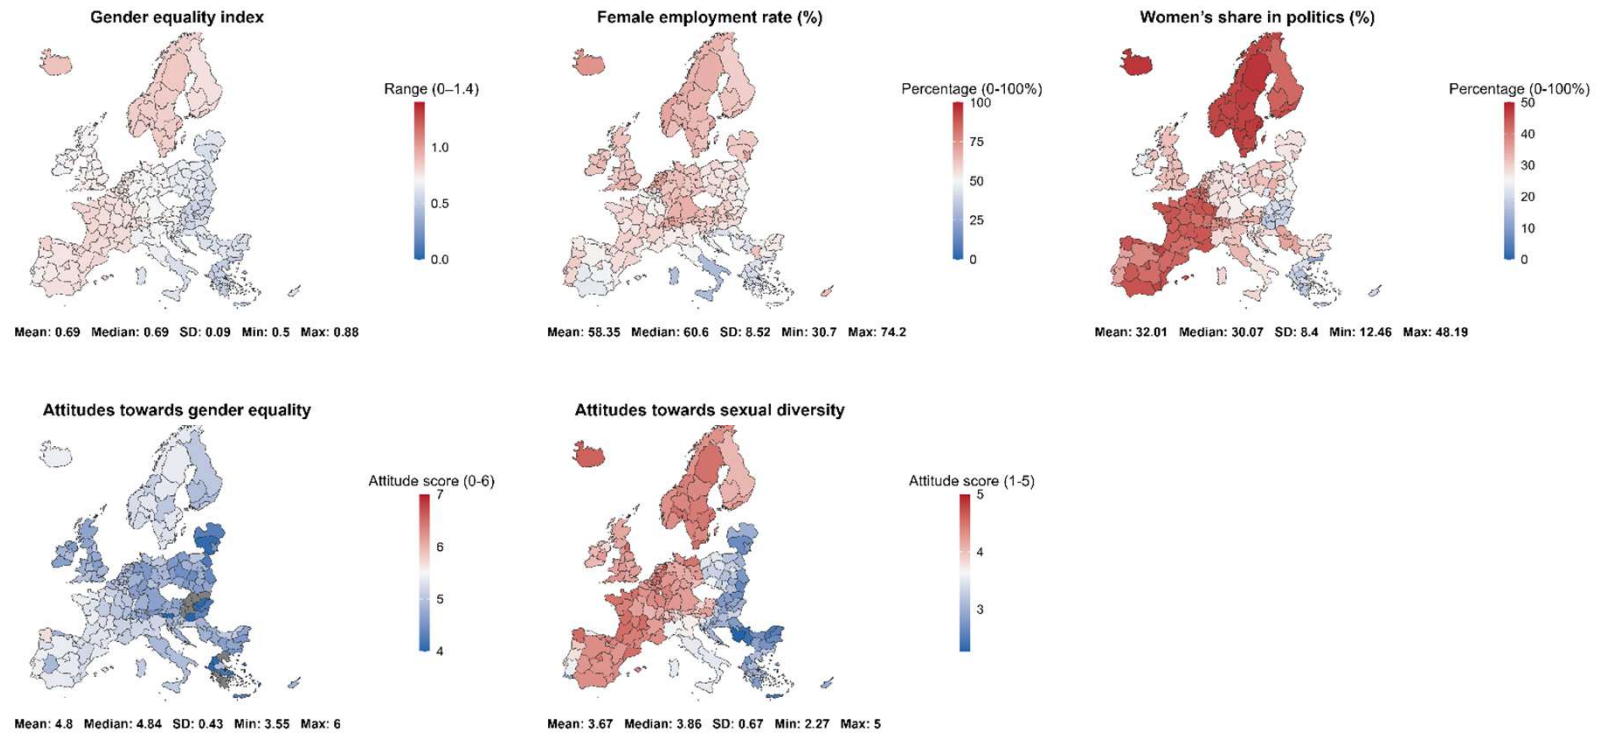 Gender equality index
Female employment rate (%)
Women's share in politics (%)
Range (0–1.4)
1.0
0.5
0.0
Percentage (0-100%)
100
75
50
25
0
Percentage (0-100%)
50
40
30
20
10
0
Mean: 0.69 Median: 0.69 SD: 0.09 Min: 0.5 Max: 0.88
Mean: 58.35 Median: 60.6 SD: 8.52 Min: 30.7 Max: 74.2
Mean: 32.01 Median: 30.07 SD: 8.4 Min: 12.46 Max: 48.19
Attitudes towards gender equality
Attitudes towards sexual diversity
Attitude score (0-6)
7
6
5
4
Attitude score (1-5)
5
4
3
Mean: 4.8 Median: 4.84 SD: 0.43 Min: 3.55 Max: 6
Mean: 3.67 Median: 3.86 SD: 0.67 Min: 2.27 Max: 5